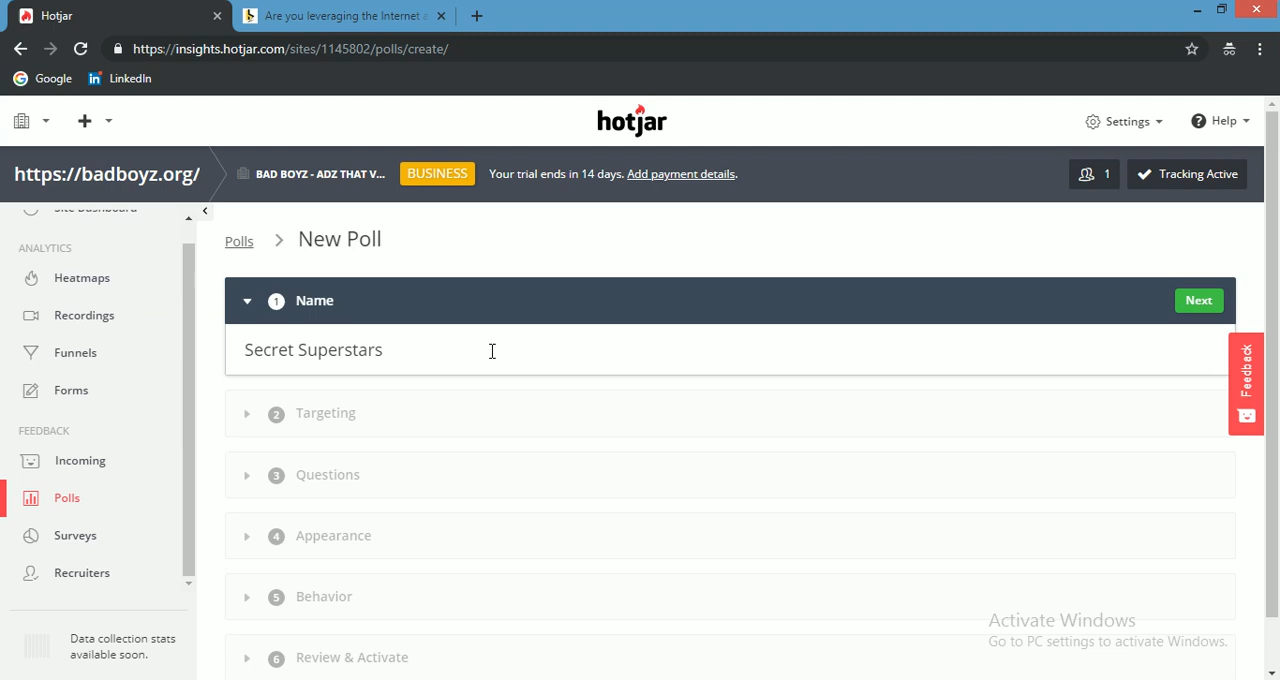 Hotjar
Are you leveraging the Internet a
https://insights.hotjar.com/sites/1145802/polls/create/
Google LinkedIn
hotjar
Settings Help
https://badboyz.org/ BAD BOYZ - ADZ THAT V... BUSINESS Your trial ends in 14 days. Add payment details. 1 Tracking Active
Site Dashboard
ANALYTICS
Heatmaps
Recordings
Funnels
Forms
FEEDBACK
Incoming
Polls
Surveys
Recruiters
Data collection stats
available soon.
Polls > New Poll
1 Name Next
Secret Superstars
2 Targeting
3 Questions
4 Appearance
5 Behavior
6 Review & Activate
Feedback
Activate Windows
Go to PC settings to activate Windows.